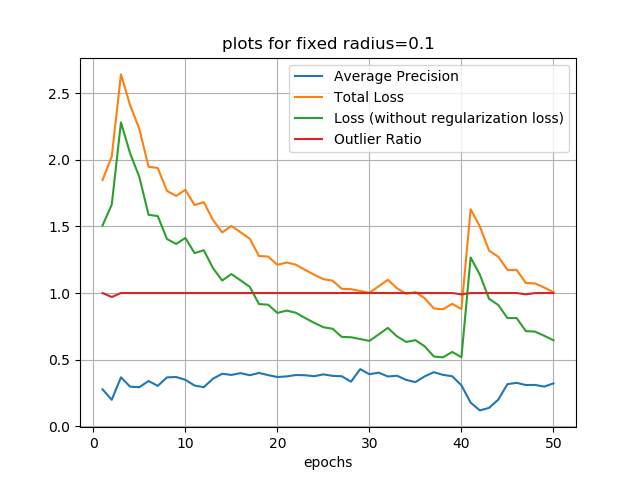 plots for fixed radius=0.1
Average Precision
Total Loss
Loss (without regularization loss)
Outlier Ratio
2.5
2.0
1.5
1.0
0.5
0.0
0 10 20 30 40 50
epochs